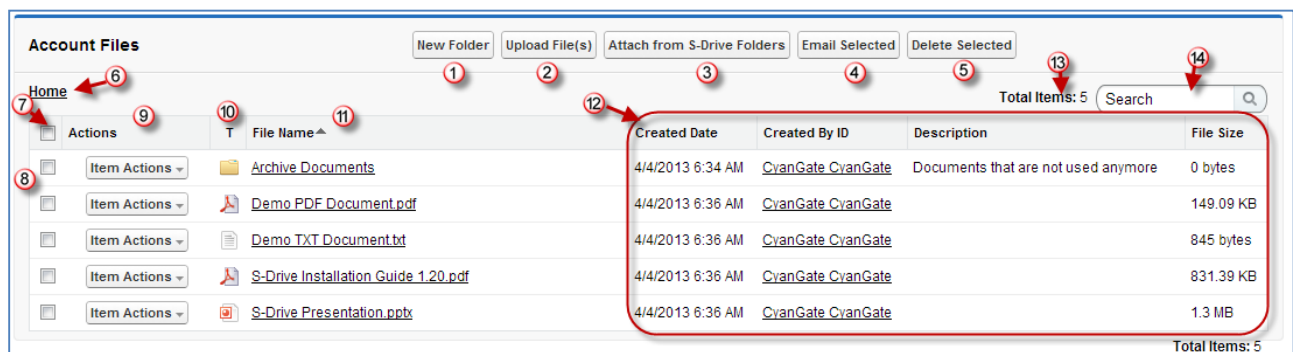 Account Files New Folder Upload File(s) Attach from S-Drive Folders Email Selected Delete Selected
1 2 3 4 5 13 14
6
Home Total Items: 5 Search
7 9 10 11 12
Actions T File Name Created Date Created By ID Description File Size
8
Item Actions Archive Documents 4/4/2013 6:34 AM CyanGate CyanGate Documents that are not used anymore 0 bytes
Item Actions Demo PDF Document.pdf 4/4/2013 6:36 AM CyanGate CyanGate 149.09 KB
Item Actions Demo TXT Document.txt 4/4/2013 6:36 AM CyanGate CyanGate 845 bytes
Item Actions S-Drive Installation Guide 1.20.pdf 4/4/2013 6:36 AM CyanGate CyanGate 831.39 KB
Item Actions S-Drive Presentation.pptx 4/4/2013 6:36 AM CyanGate CyanGate 1.3 MB
Total Items: 5